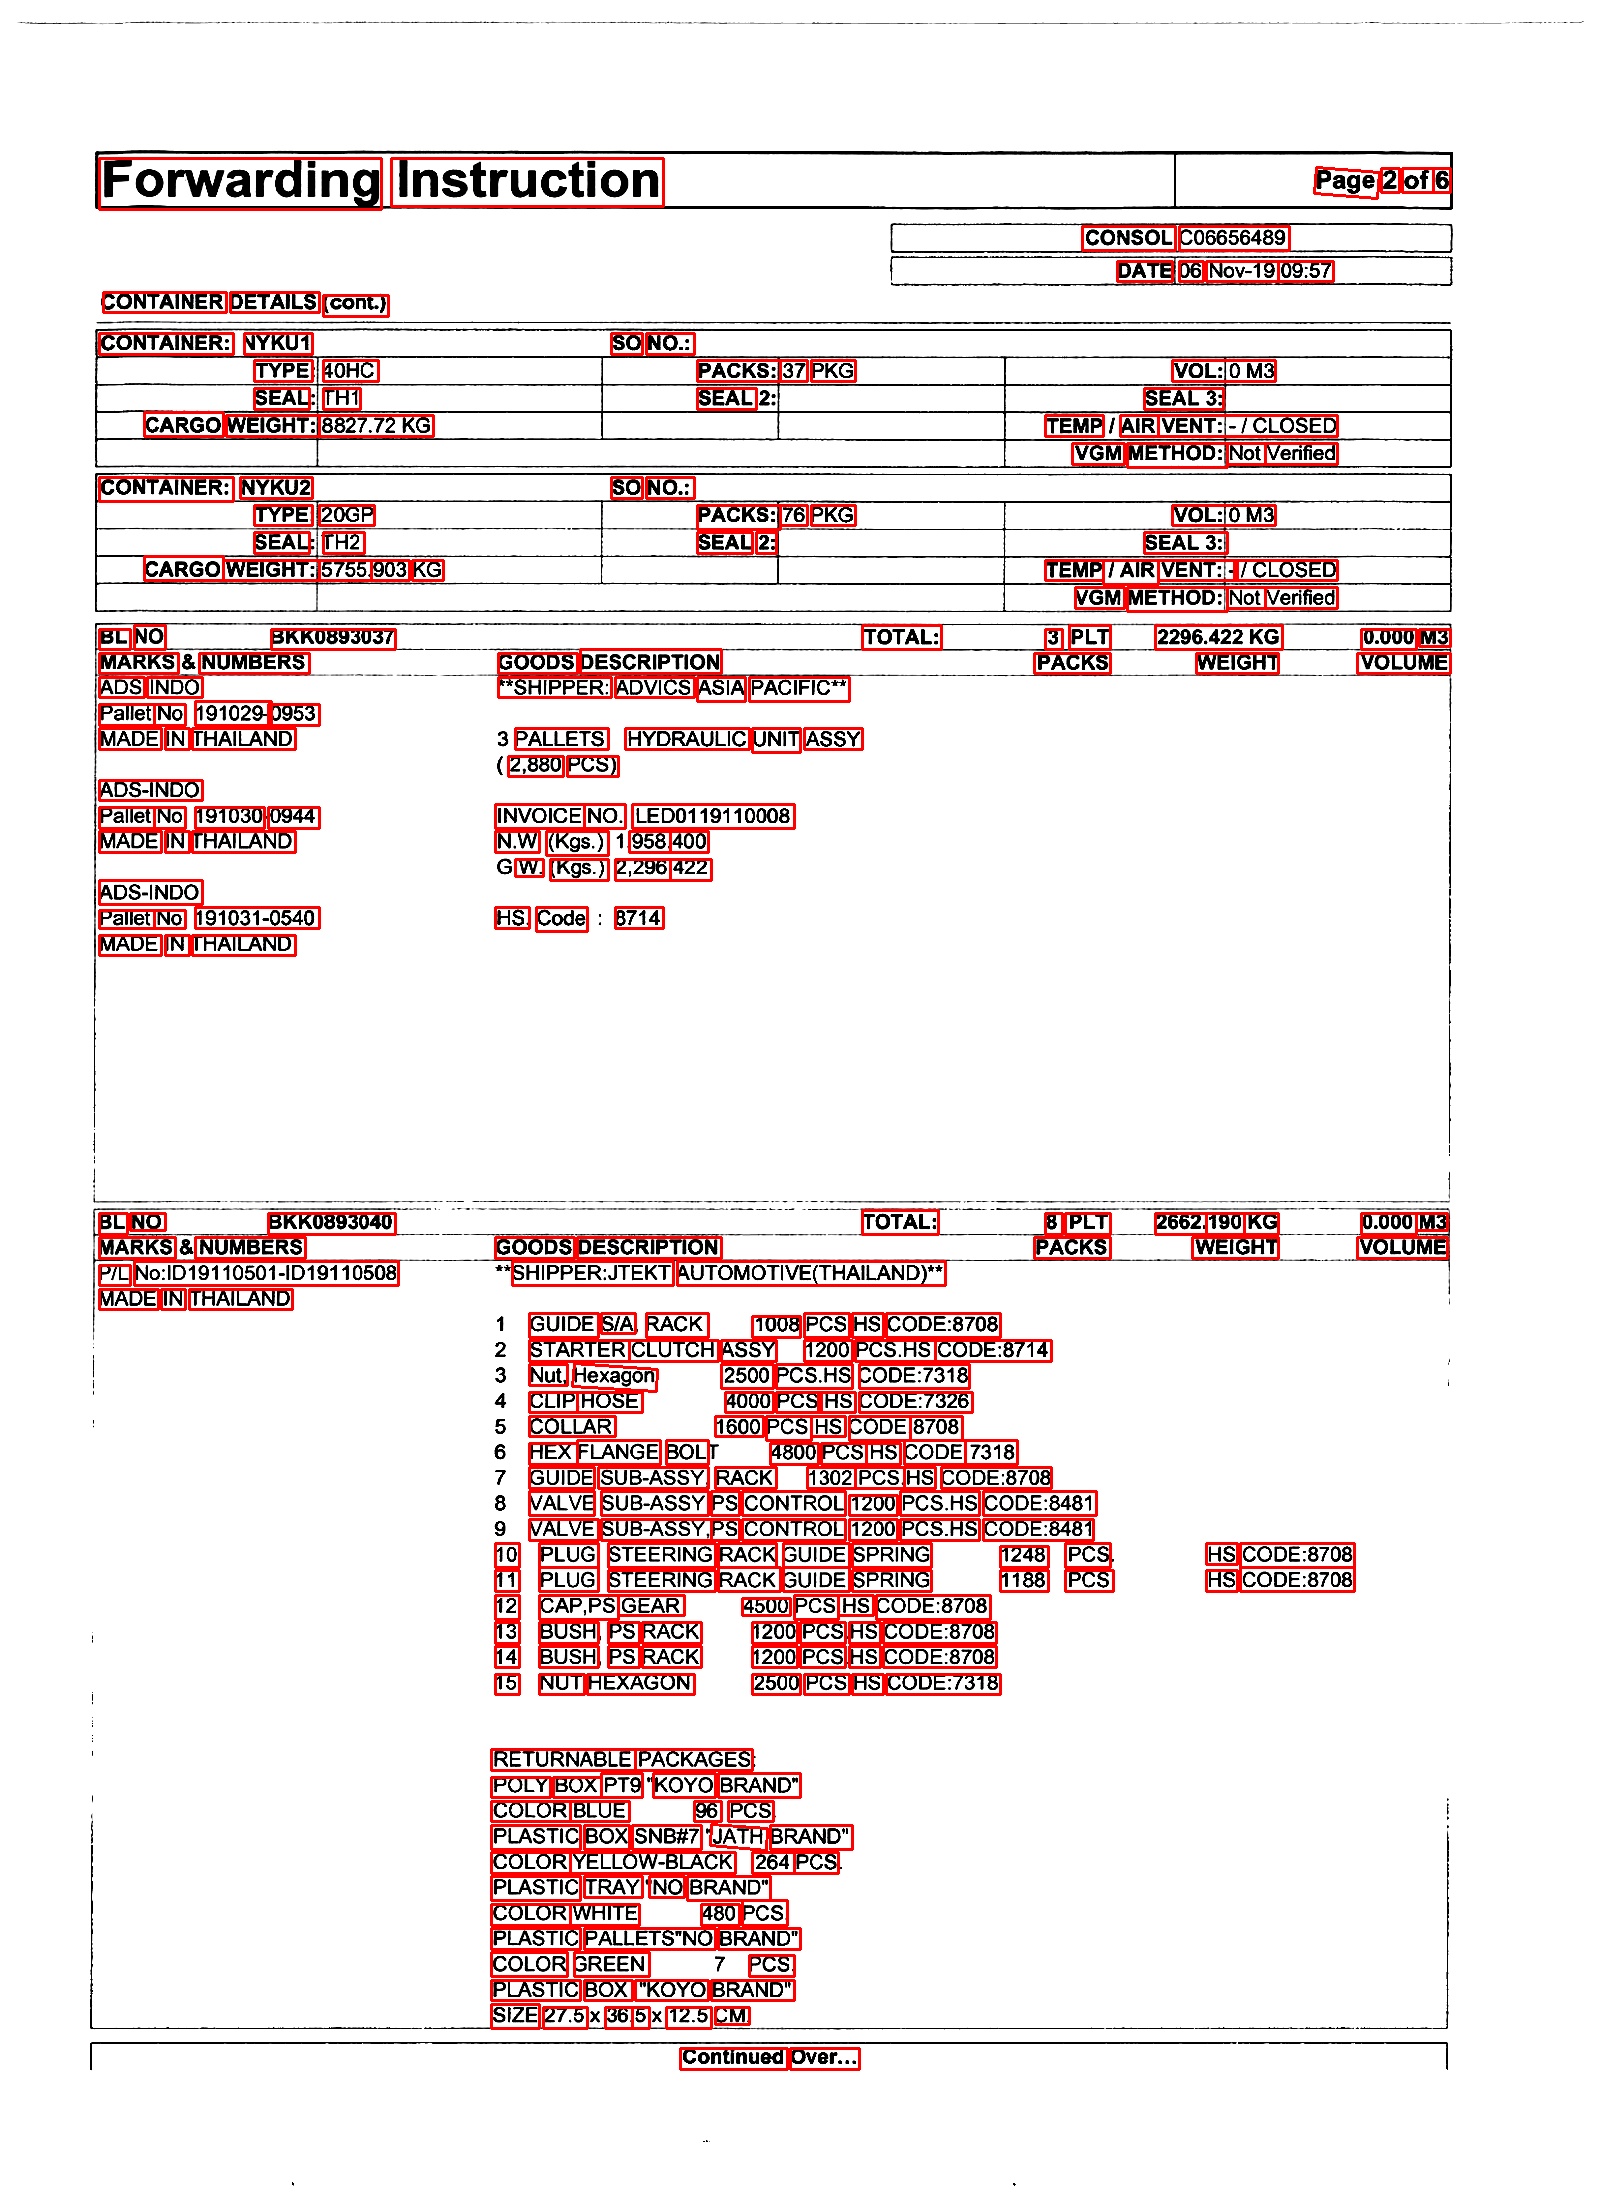 Forwarding Instruction Page 2 of 6
CONSOL C06656489
DATE 06 Nov-19 09:57
CONTAINER DETAILS (cont.)
CONTAINER: NYKU1 SO NO.:
TYPE 40HC PACKS: 37 PKG VOL: 0 M3
SEAL: TH1 SEAL 2: SEAL 3:
CARGO WEIGHT: 8827.72 KG TEMP / AIR VENT: - / CLOSED
VGM METHOD: Not Verified
CONTAINER: NYKU2 SO NO.:
TYPE 20GP PACKS: 76 PKG VOL: 0 M3
SEAL: TH2 SEAL 2: SEAL 3:
CARGO WEIGHT: 5755.903 KG TEMP / AIR VENT: - / CLOSED
VGM METHOD: Not Verified
BL NO BKK0893037 TOTAL: 3 PLT 2296.422 KG 0.000 M3
MARKS & NUMBERS GOODS DESCRIPTION PACKS WEIGHT VOLUME
ADS INDO **SHIPPER: ADVICS ASIA PACIFIC**
Pallet No 191029-0953
MADE IN THAILAND 3 PALLETS HYDRAULIC UNIT ASSY
( 2,880 PCS)
ADS-INDO
Pallet No 191030-0944 INVOICE NO. LED0119110008
MADE IN THAILAND N.W (Kgs.) 1.958.400
G W. (Kgs.) 2,296.422
ADS-INDO
Pallet No 191031-0540 HS. Code : 8714
MADE IN THAILAND
BL NO BKK0893040 TOTAL: 8 PLT 2662.190 KG 0.000 M3
MARKS & NUMBERS GOODS DESCRIPTION PACKS WEIGHT VOLUME
P/L No:ID19110501-ID19110508 **SHIPPER:JTEKT AUTOMOTIVE(THAILAND)**
MADE IN THAILAND
1 GUIDE S/A, RACK 1008 PCS HS CODE:8708
2 STARTER CLUTCH ASSY 1200 PCS.HS CODE:8714
3 Nut, Hexagon 2500 PCS.HS CODE:7318
4 CLIP HOSE 4000 PCS HS CODE:7326
5 COLLAR 1600 PCS HS CODE 8708
6 HEX FLANGE BOLT 4800 PCS HS CODE 7318
7 GUIDE SUB-ASSY, RACK 1302 PCS.HS CODE:8708
8 VALVE SUB-ASSY PS CONTROL 1200 PCS.HS CODE:8481
9 VALVE SUB-ASSY,PS CONTROL 1200 PCS.HS CODE:8481
10 PLUG STEERING RACK GUIDE SPRING 1248 PCS. HS CODE:8708
11 PLUG STEERING RACK GUIDE SPRING 1188 PCS HS CODE:8708
12 CAP,PS GEAR 4500 PCS HS CODE:8708
13 BUSH, PS RACK 1200 PCS.HS CODE:8708
14 BUSH, PS RACK 1200 PCS HS CODE:8708
15 NUT HEXAGON 2500 PCS HS CODE:7318
RETURNABLE PACKAGES:
POLY BOX PT9 "KOYO BRAND"
COLOR BLUE 96 PCS.
PLASTIC BOX SNB#7 "JATH BRAND"
COLOR YELLOW-BLACK 264 PCS.
PLASTIC TRAY "NO BRAND"
COLOR WHITE 480 PCS.
PLASTIC PALLETS"NO BRAND"
COLOR GREEN 7 PCS.
PLASTIC BOX "KOYO BRAND"
SIZE 27.5 x 36 5 x 12.5 CM.
Continued Over...